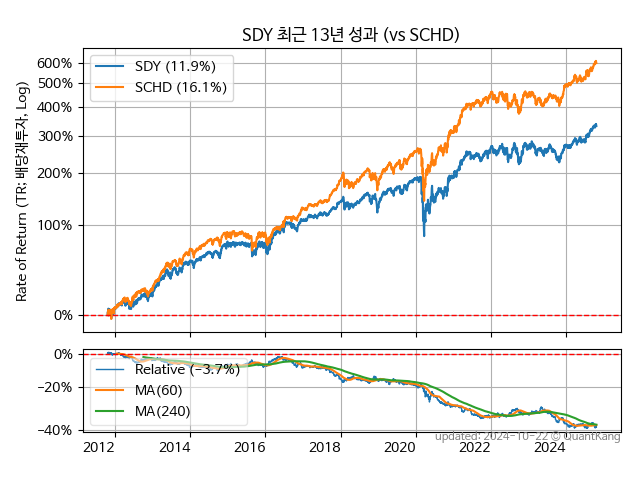 SDY 최근 13년 성과 (vs SCHD)
SDY (11.9%)
SCHD (16.1%)
600%
500%
400%
300%
200%
100%
0%
Rate of Return (TR: 배당재투자, Log)
0%
−20%
−40%
Relative (−3.7%)
MA(60)
MA(240)
2012 2014 2016 2018 2020 2022 2024
updated: 2024-10-22 © QuantKang